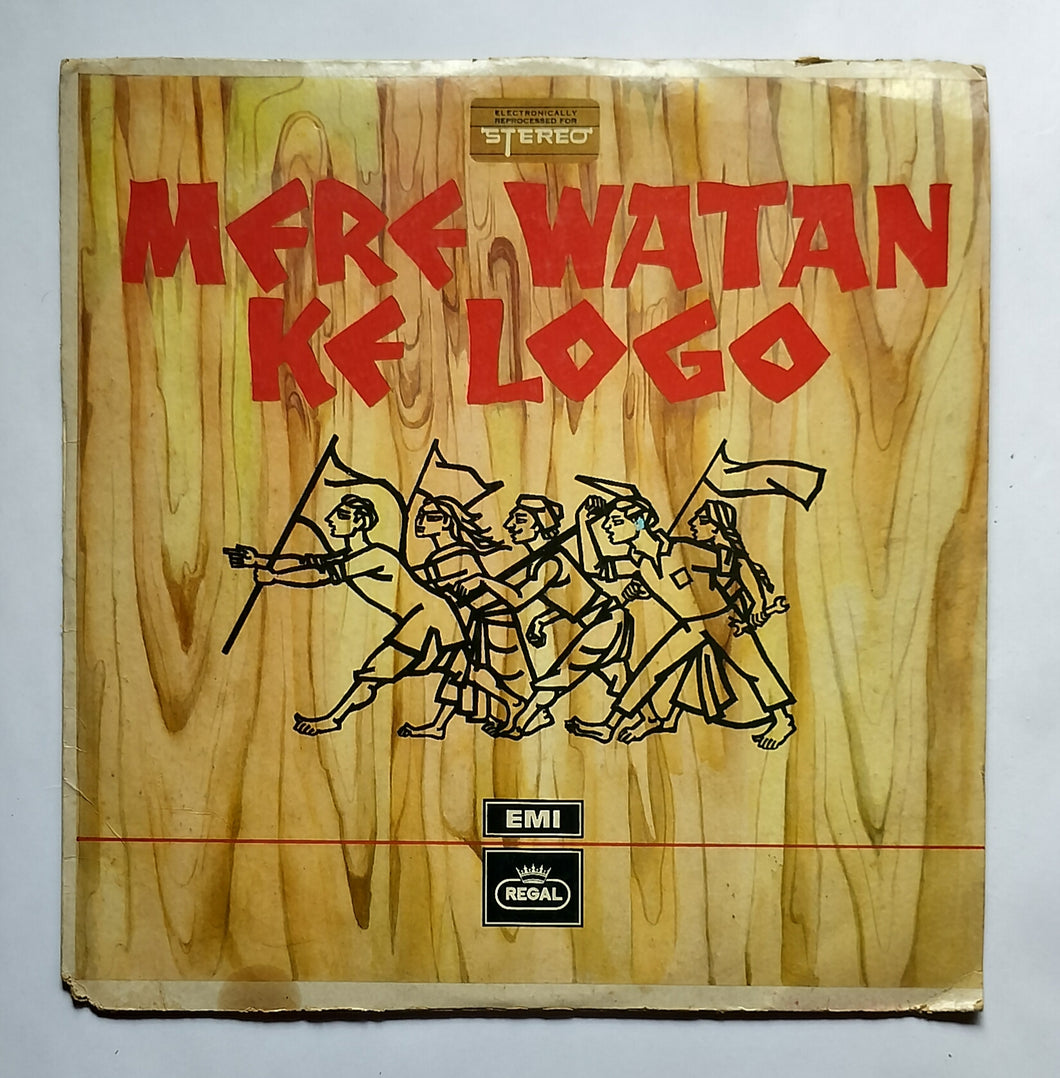 ELECTRONICALLY
REPROCESSED FOR
STEREO
MERE WATAN
KE LOGO
EMI
REGAL